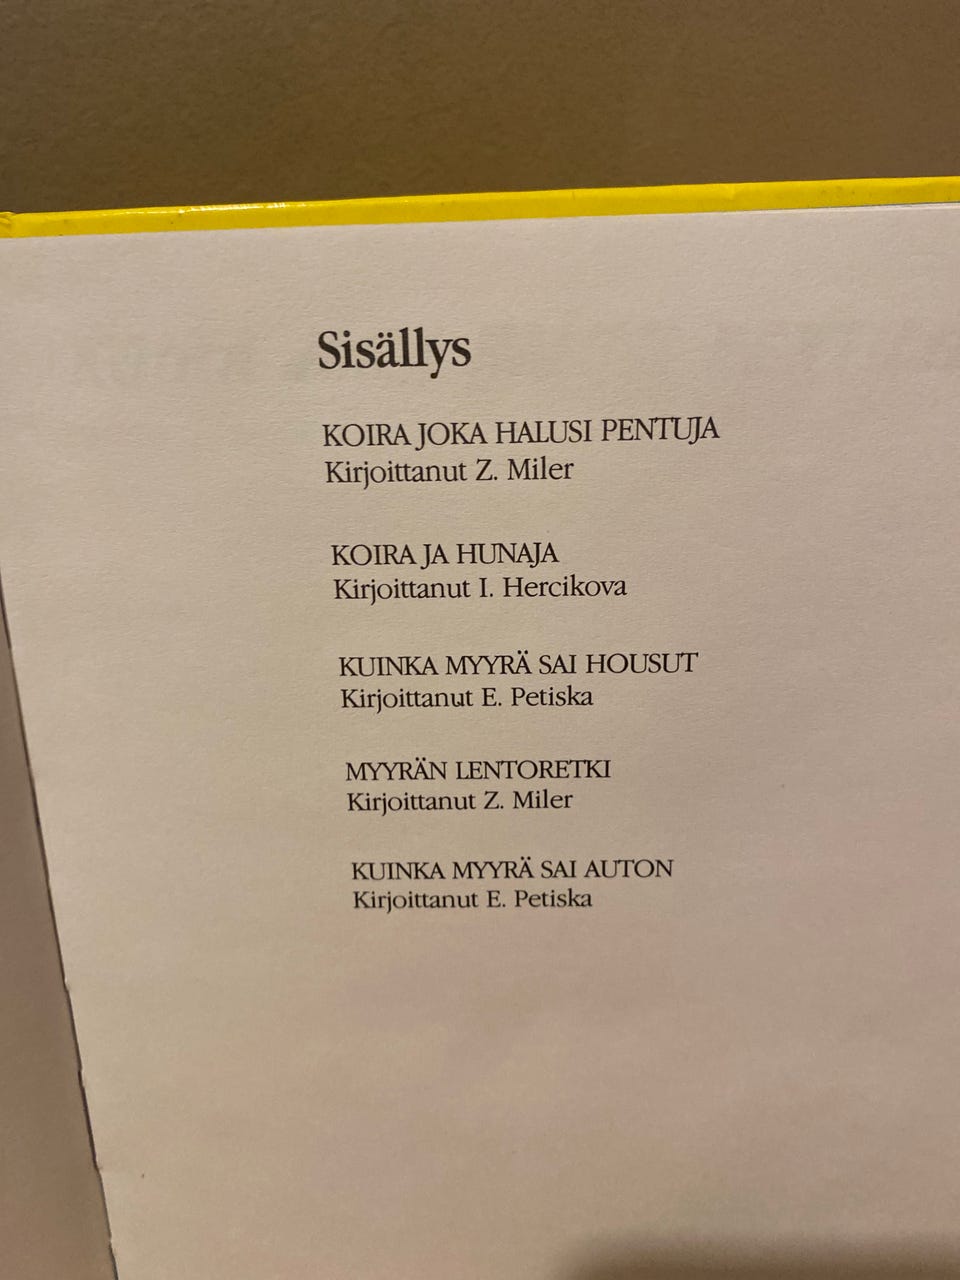 Sisällys
KOIRA JOKA HALUSI PENTUJA
Kirjoittanut Z. Miler
KOIRA JA HUNAJA
Kirjoittanut I. Hercikova
KUINKA MYYRÄ SAI HOUSUT
Kirjoittanut E. Petiska
MYYRÄN LENTORETKI
Kirjoittanut Z. Miler
KUINKA MYYRÄ SAI AUTON
Kirjoittanut E. Petiska